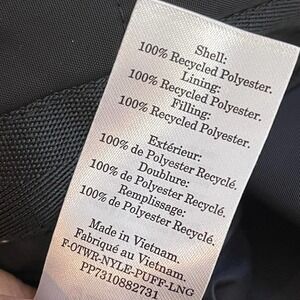 Shell:
100% Recycled Polyester.
Lining:
100% Recycled Polyester.
Filling:
100% Recycled Polyester.
Extérieur:
100% de Polyester Recyclé.
Doublure:
100% de Polyester Recyclé.
Remplissage:
100% de Polyester Recyclé.
Made in Vietnam.
Fabriqué au Vietnam.
F-OTWR-NYLE-PUFF-LNG
PP7310882731